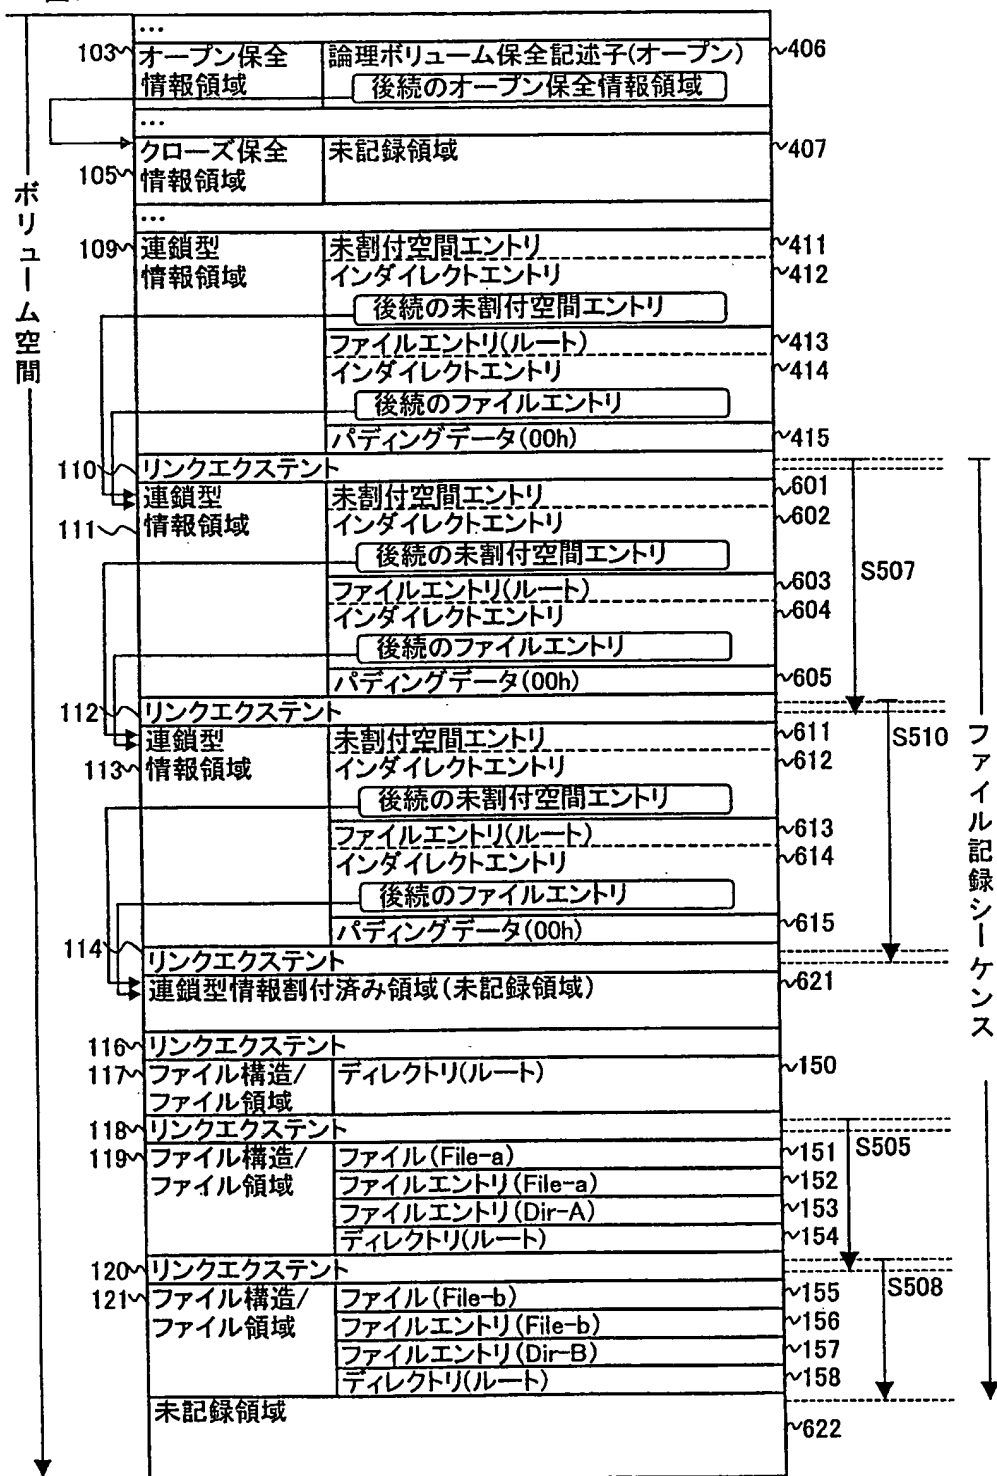 …
103 オープン保全 論理ボリューム保全記述子(オープン) 406
情報領域 後続のオープン保全情報領域
…
クローズ保全 未記録領域 407
105 情報領域
…
109 連鎖型 未割付空間エントリ 411
情報領域 インダイレクトエントリ 412
後続の未割付空間エントリ
ファイルエントリ(ルート) 413
インダイレクトエントリ 414
後続のファイルエントリ
パディングデータ(00h) 415
110 リンクエクステント
連鎖型 未割付空間エントリ 601
111 情報領域 インダイレクトエントリ 602
後続の未割付空間エントリ
ファイルエントリ(ルート) 603
インダイレクトエントリ 604
後続のファイルエントリ
パディングデータ(00h) 605
S507
112 リンクエクステント
連鎖型 未割付空間エントリ 611
113 情報領域 インダイレクトエントリ 612
後続の未割付空間エントリ
ファイルエントリ(ルート) 613
インダイレクトエントリ 614
後続のファイルエントリ
パディングデータ(00h) 615
S510
114 リンクエクステント
連鎖型情報割付済み領域(未記録領域) 621
116 リンクエクステント
117 ファイル構造/ ディレクトリ(ルート) 150
ファイル領域
118 リンクエクステント
119 ファイル構造/ ファイル(File-a) 151
ファイル領域 ファイルエントリ(File-a) 152
ファイルエントリ(Dir-A) 153
ディレクトリ(ルート) 154
S505
120 リンクエクステント
121 ファイル構造/ ファイル(File-b) 155
ファイル領域 ファイルエントリ(File-b) 156
ファイルエントリ(Dir-B) 157
ディレクトリ(ルート) 158
S508
未記録領域 622
ボリューム空間
ファイル記録シーケンス